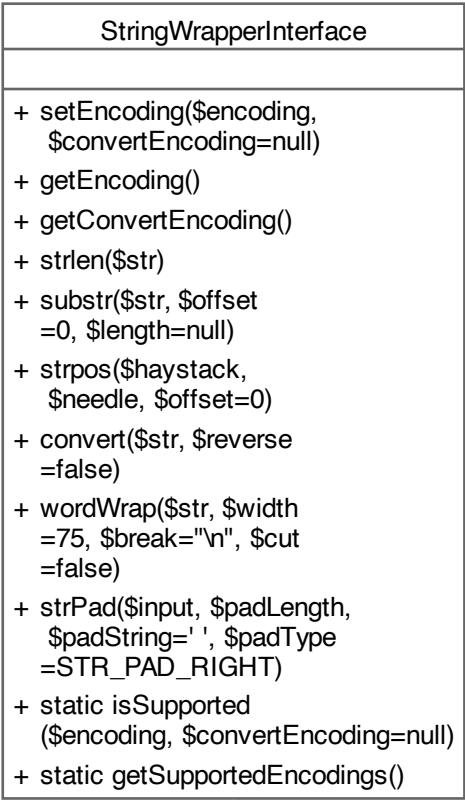 StringWrapperInterface
+ setEncoding($encoding,
$convertEncoding=null)
+ getEncoding()
+ getConvertEncoding()
+ strlen($str)
+ substr($str, $offset
=0, $length=null)
+ strpos($haystack,
$needle, $offset=0)
+ convert($str, $reverse
=false)
+ wordWrap($str, $width
=75, $break="\n", $cut
=false)
+ strPad($input, $padLength,
$padString=' ', $padType
=STR_PAD_RIGHT)
+ static isSupported
($encoding, $convertEncoding=null)
+ static getSupportedEncodings()